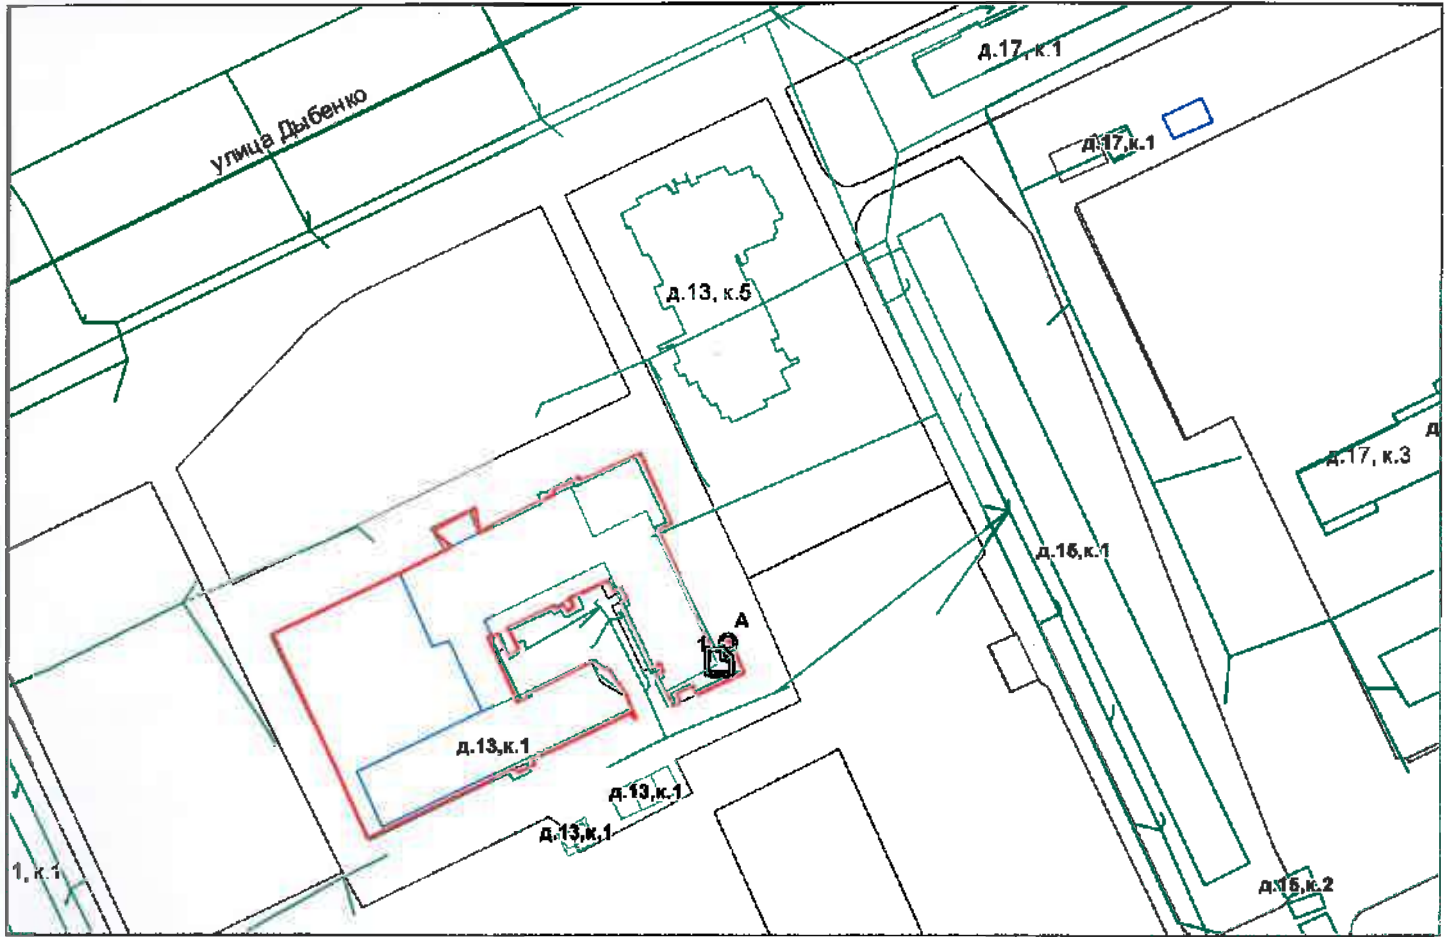 д.17, к.1
улица Дыбенко
д.17,к.1
д.13, к.5
д
д.17, к.3
д.15,к.1
А
1
д.13,к.1
д.13,к.1
д.13,к,1
1, к.1
д.15,к.2